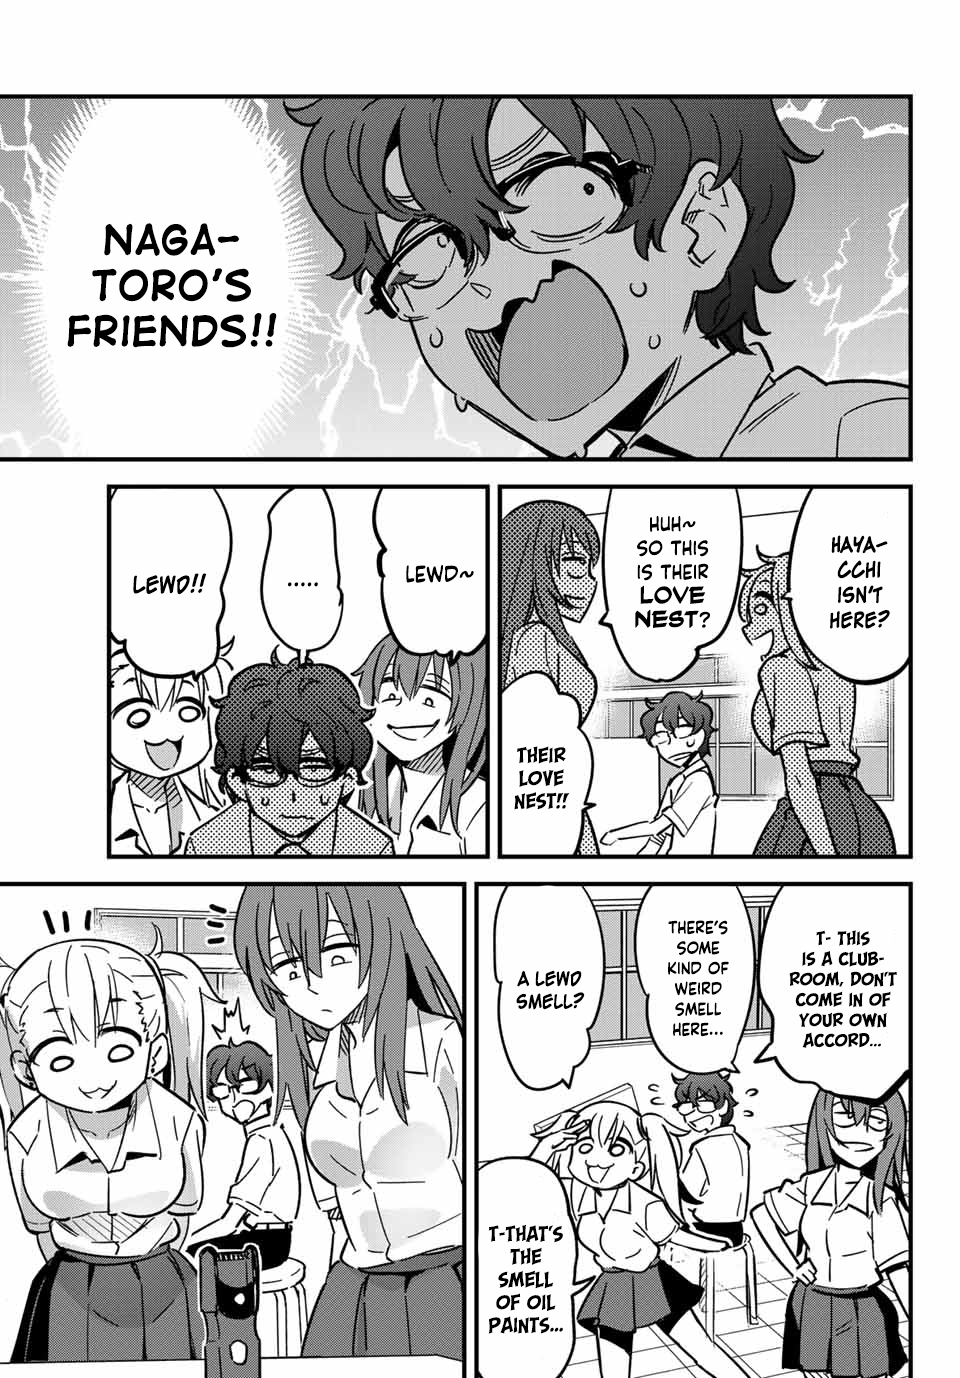 NAGA-
TORO'S
FRIENDS!!
HAYA-
CCHI
ISN'T
HERE?
HUH~
SO THIS
IS THEIR
LOVE
NEST?
THEIR
LOVE
NEST!!
LEWD~
.....
LEWD!!
T- THIS
IS A CLUB-
ROOM, DON'T
COME IN OF
YOUR OWN
ACCORD...
THERE'S
SOME
KIND OF
WEIRD
SMELL
HERE...
A LEWD
SMELL?
T-THAT'S
THE
SMELL
OF OIL
PAINTS...